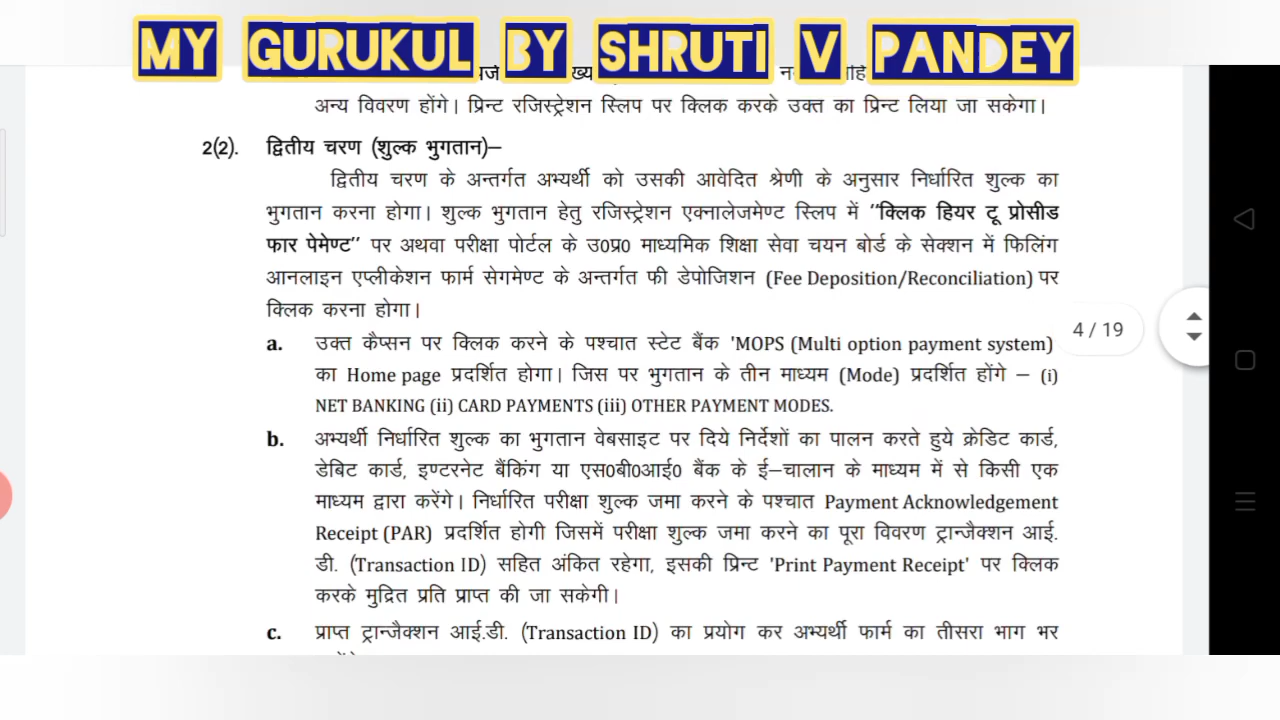 MY GURUKUL BY SHRUTI V PANDEY
अन्य विवरण होंगे। प्रिन्ट रजिस्ट्रेशन स्लिप पर क्लिक करके उक्त का प्रिन्ट लिया जा सकेगा।
2(2). द्वितीय चरण (शुल्क भुगतान)–
द्वितीय चरण के अन्तर्गत अभ्यर्थी को उसकी आवेदित श्रेणी के अनुसार निर्धारित शुल्क का
भुगतान करना होगा। शुल्क भुगतान हेतु रजिस्ट्रेशन एक्नालेजमेण्ट स्लिप में "क्लिक हियर टू प्रोसीड
फार पेमेण्ट" पर अथवा परीक्षा पोर्टल के उ0प्र0 माध्यमिक शिक्षा सेवा चयन बोर्ड के सेक्शन में फिलिंग
आनलाइन एप्लीकेशन फार्म सेगमेण्ट के अन्तर्गत फी डेपोजिशन (Fee Deposition/Reconciliation) पर
क्लिक करना होगा।
4 / 19
a. उक्त कैप्सन पर क्लिक करने के पश्चात स्टेट बैंक 'MOPS (Multi option payment system)
का Home page प्रदर्शित होगा। जिस पर भुगतान के तीन माध्यम (Mode) प्रदर्शित होंगे – (i)
NET BANKING (ii) CARD PAYMENTS (iii) OTHER PAYMENT MODES.
b. अभ्यर्थी निर्धारित शुल्क का भुगतान वेबसाइट पर दिये निर्देशों का पालन करते हुये क्रेडिट कार्ड,
डेबिट कार्ड, इण्टरनेट बैंकिंग या एस0बी0आई0 बैंक के ई–चालान के माध्यम में से किसी एक
माध्यम द्वारा करेंगे। निर्धारित परीक्षा शुल्क जमा करने के पश्चात Payment Acknowledgement
Receipt (PAR) प्रदर्शित होगी जिसमें परीक्षा शुल्क जमा करने का पूरा विवरण ट्रान्जैक्शन आई.
डी. (Transaction ID) सहित अंकित रहेगा, इसकी प्रिन्ट 'Print Payment Receipt' पर क्लिक
करके मुद्रित प्रति प्राप्त की जा सकेगी।
c. प्राप्त ट्रान्जैक्शन आई.डी. (Transaction ID) का प्रयोग कर अभ्यर्थी फार्म का तीसरा भाग भर